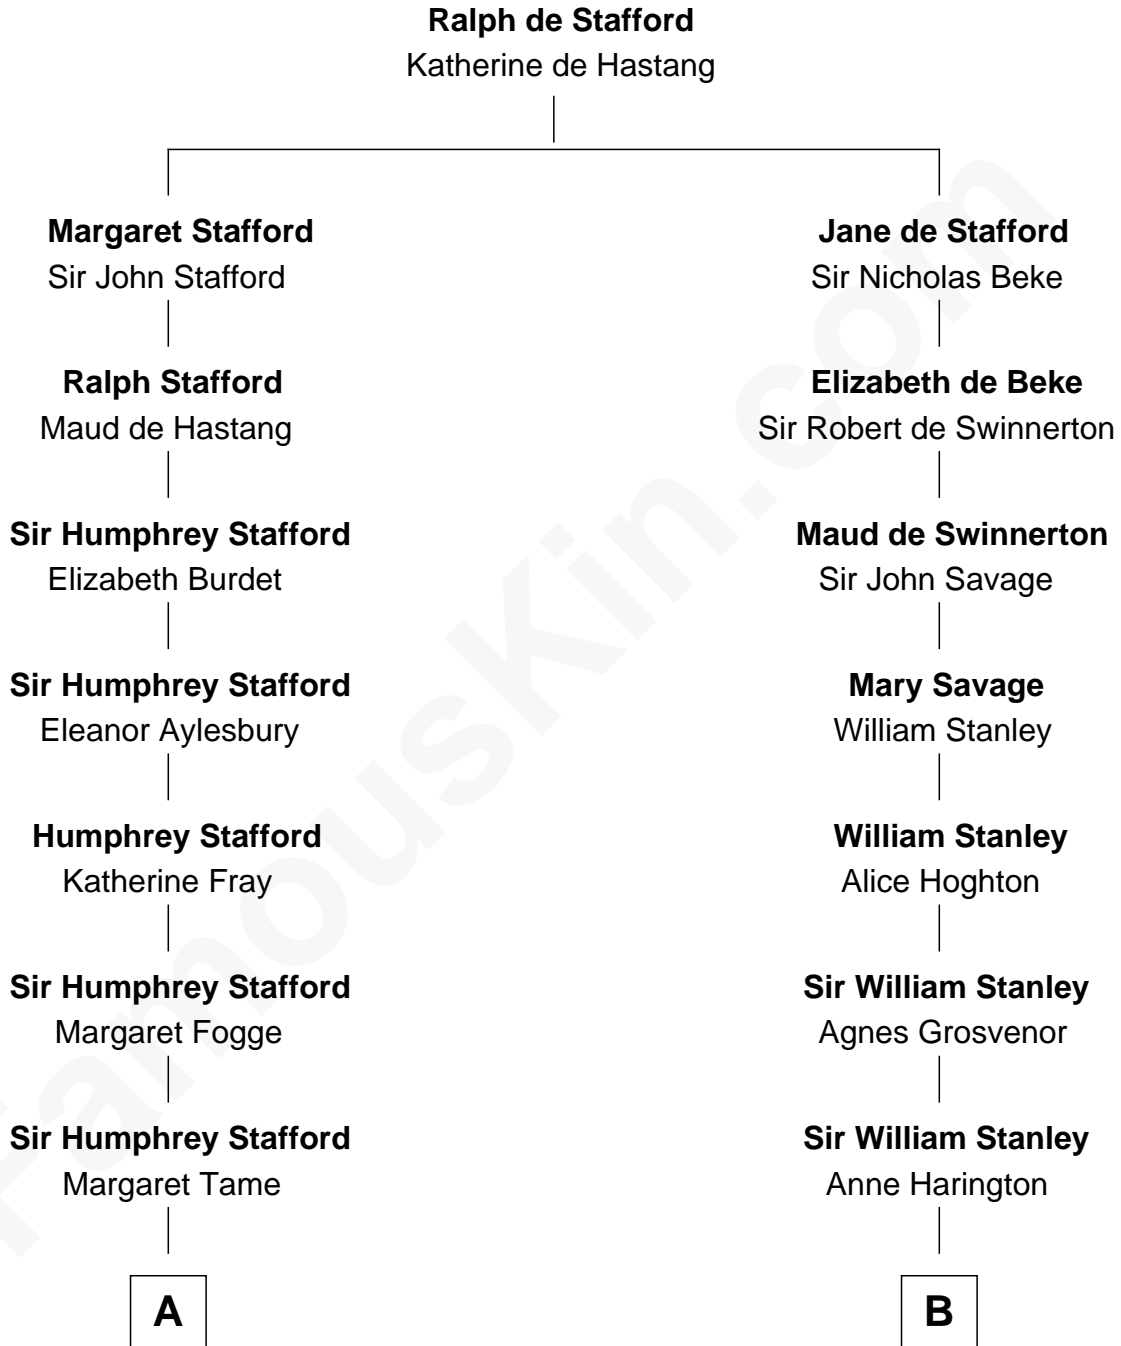 Ralph de Stafford
Katherine de Hastang
Margaret Stafford
Sir John Stafford
Ralph Stafford
Maud de Hastang
Sir Humphrey Stafford
Elizabeth Burdet
Sir Humphrey Stafford
Eleanor Aylesbury
Humphrey Stafford
Katherine Fray
Sir Humphrey Stafford
Margaret Fogge
Sir Humphrey Stafford
Margaret Tame
A
Jane de Stafford
Sir Nicholas Beke
Elizabeth de Beke
Sir Robert de Swinnerton
Maud de Swinnerton
Sir John Savage
Mary Savage
William Stanley
William Stanley
Alice Hoghton
Sir William Stanley
Agnes Grosvenor
Sir William Stanley
Anne Harington
B
FamousKin.com